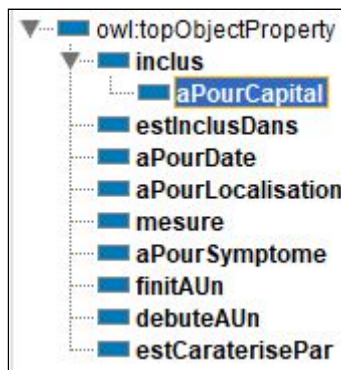 owl:topObjectProperty
inclus
aPourCapital
estInclusDans
aPourDate
aPourLocalisation
mesure
aPourSymptome
finitAUn
debuteAUn
estCaraterisePar